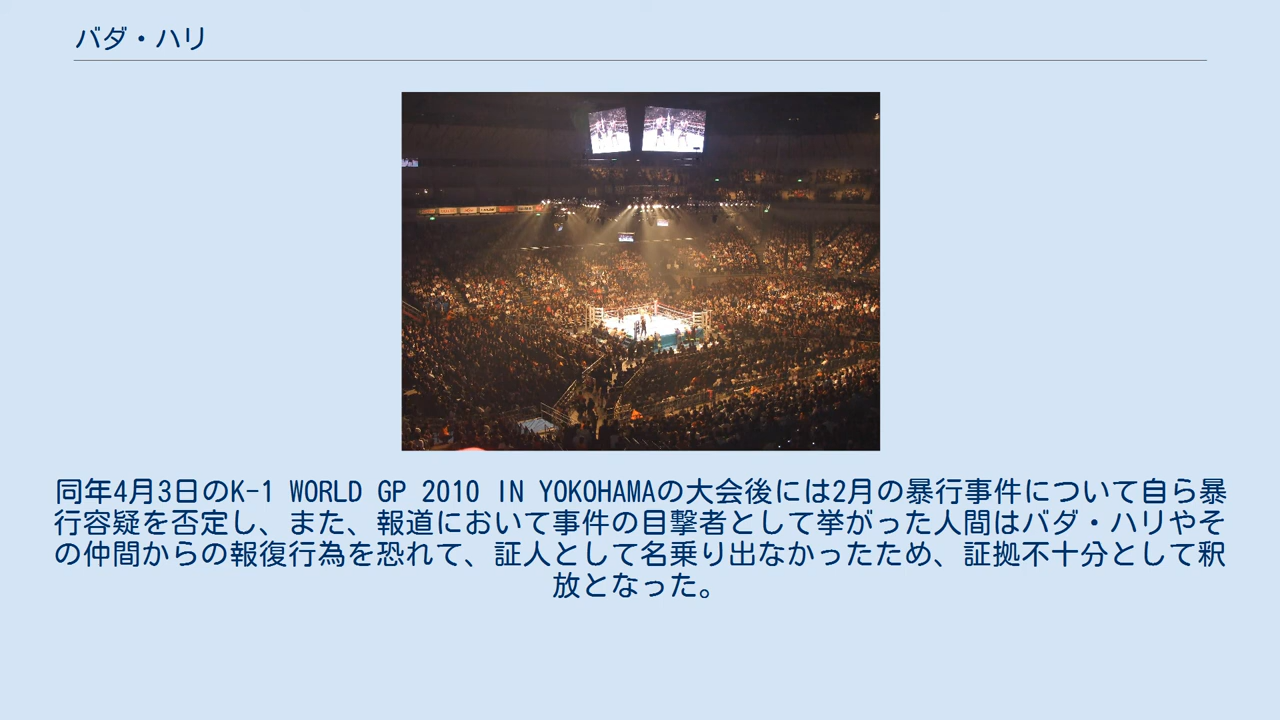 バダ・ハリ
同年4月3日のK-1 WORLD GP 2010 IN YOKOHAMAの大会後には2月の暴行事件について自ら暴
行容疑を否定し、また、報道において事件の目撃者として挙がった人間はバダ・ハリやそ
の仲間からの報復行為を恐れて、証人として名乗り出なかったため、証拠不十分として釈
放となった。